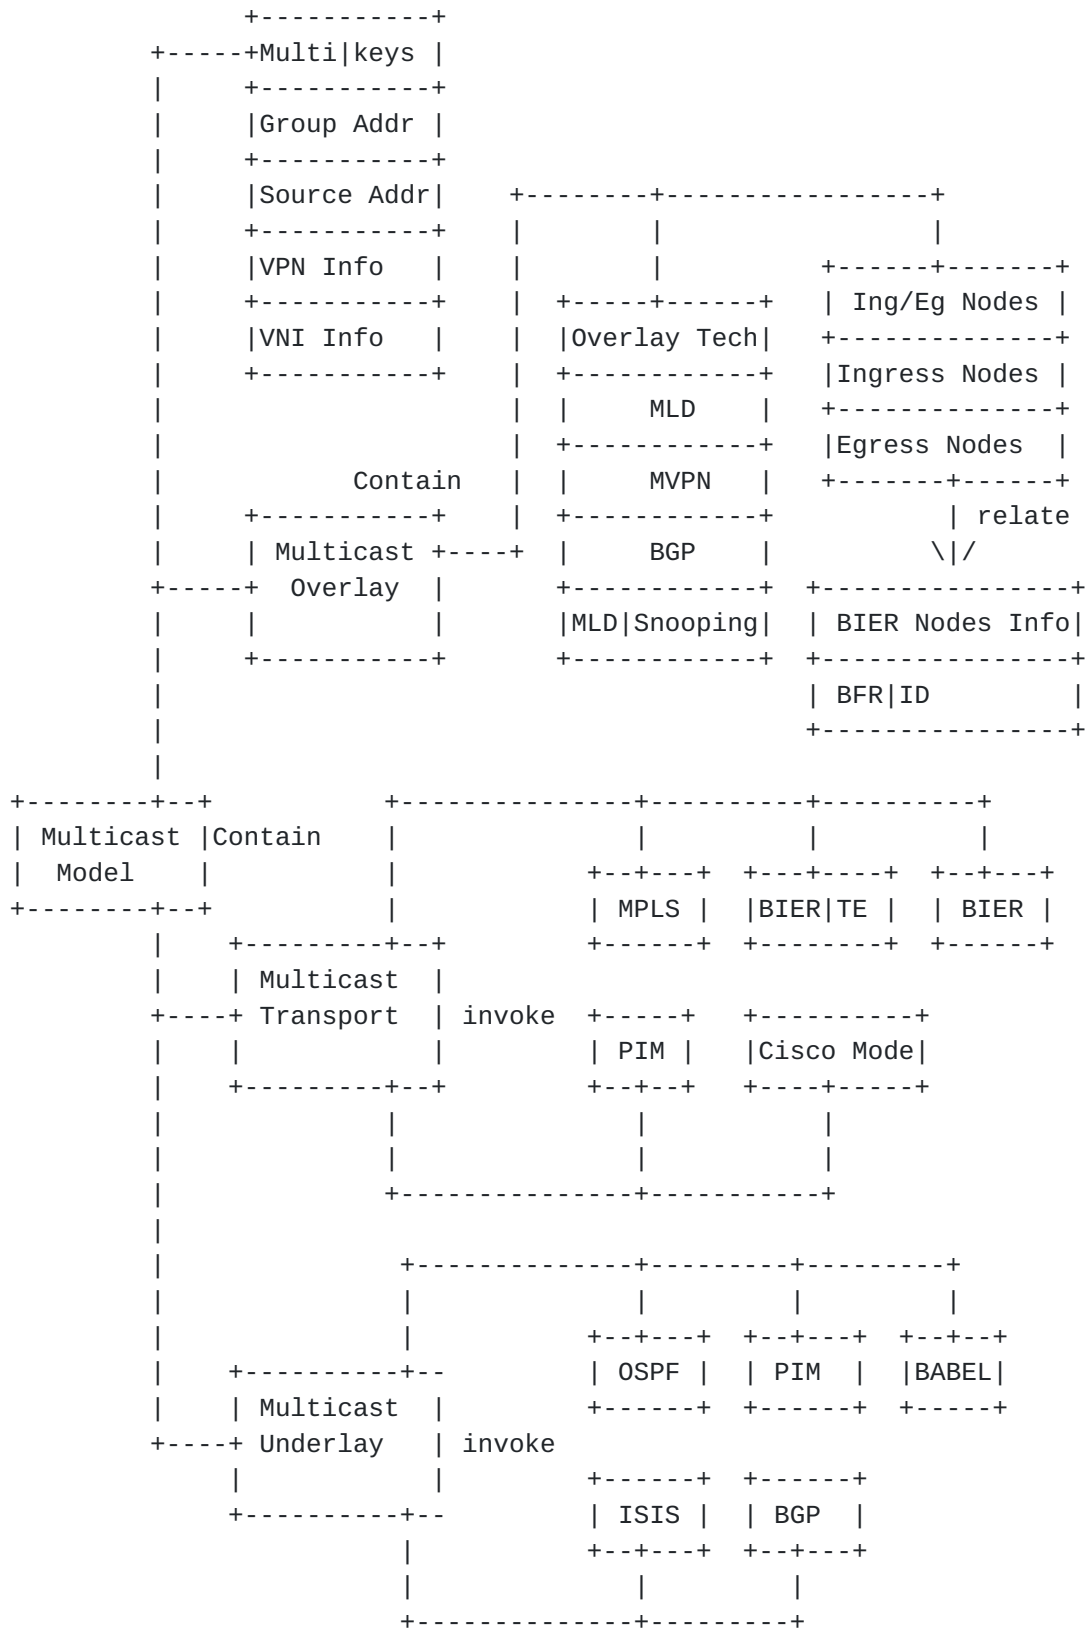 Multi|keys
Group Addr
Source Addr
VPN Info
Ing/Eg Nodes
VNI Info
Overlay Tech
Ingress Nodes
MLD
Egress Nodes
Contain
MVPN
relate
Multicast
BGP
Overlay
MLD|Snooping
BIER Nodes Info
BFR|ID
Multicast
Contain
Model
MPLS
BIER|TE
BIER
Multicast
Transport
invoke
PIM
Cisco Mode
OSPF
PIM
BABEL
Multicast
Underlay
invoke
ISIS
BGP